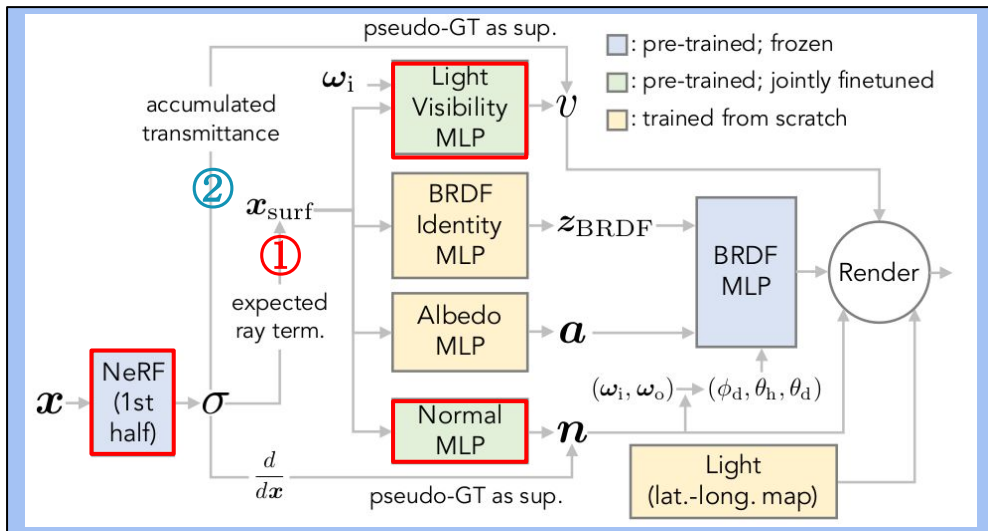 pseudo-GT as sup.
: pre-trained; frozen
: pre-trained; jointly finetuned
: trained from scratch
ωi
Light
Visibility
MLP
v
accumulated
transmittance
②
xsurf
①
expected
ray term.
BRDF
Identity
MLP
zBRDF
BRDF
MLP
Render
Albedo
MLP
a
x
NeRF
(1st
half)
σ
(ωi, ωo)
(ϕd, θh, θd)
Normal
MLP
n
d
dx
pseudo-GT as sup.
Light
(lat.-long. map)